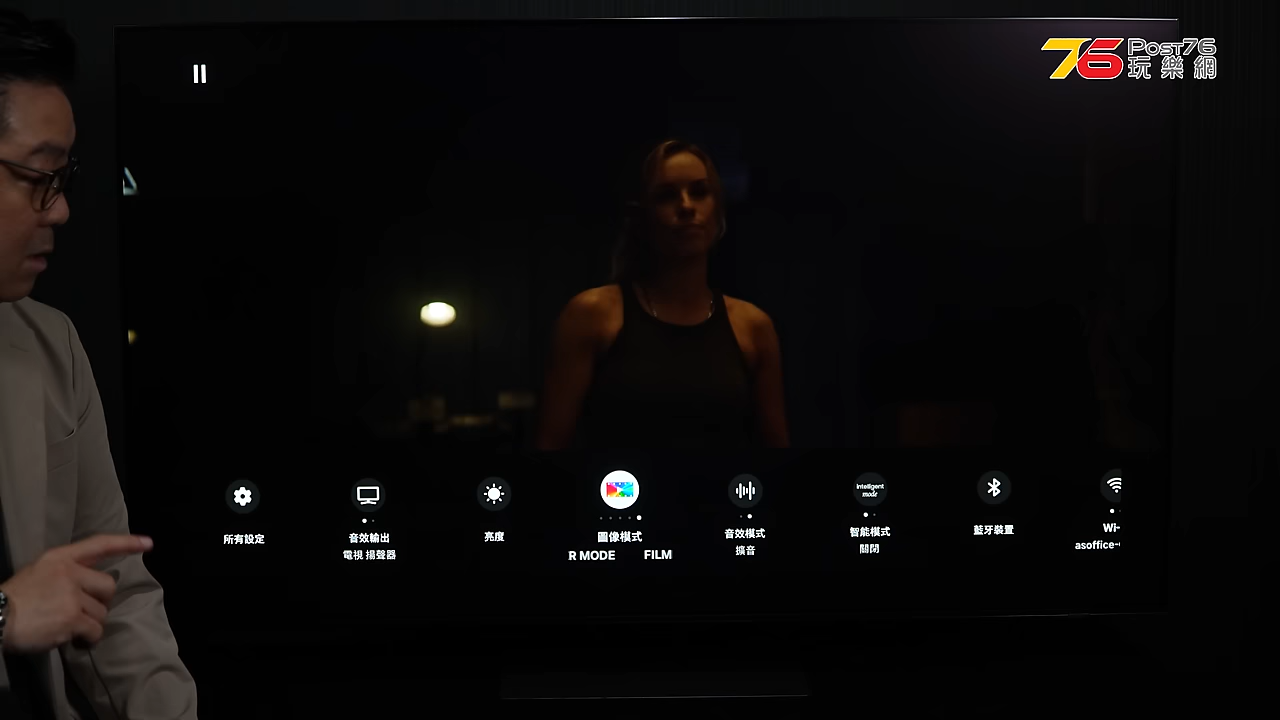 76 POST76
玩樂網
所有設定
音效輸出
電視 揚聲器
亮度
圖像模式
R MODE FILM
音效模式
擴音
intelligent
mode
智能模式
關閉
藍牙裝置
Wi-
asoffice-